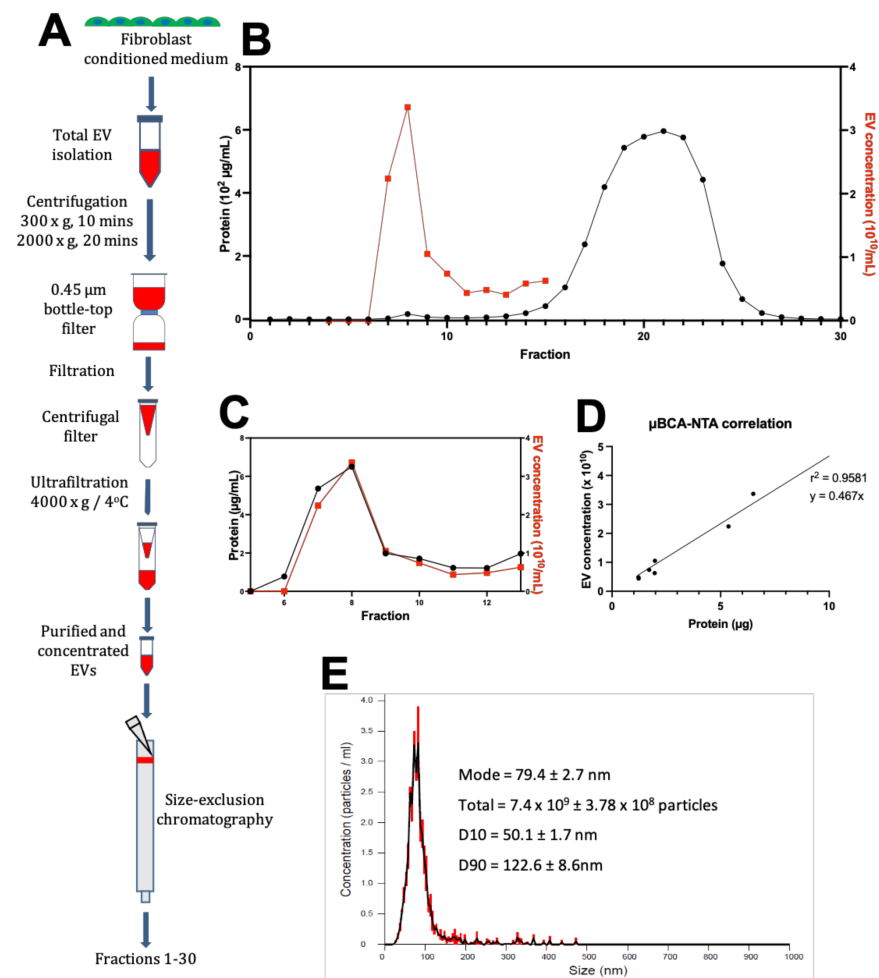 A
Fibroblast
conditioned medium
Total EV
isolation
Centrifugation
300 x g, 10 mins
2000 x g, 20 mins
0.45 µm
bottle-top
filter
Filtration
Centrifugal
filter
Ultrafiltration
4000 x g / 4ºC
Purified and
concentrated
EVs
Size-exclusion
chromatography
Fractions 1-30
B
Protein (10² µg/mL)
8
6
4
2
0
0 10 20 30
Fraction
4
3
2
1
0
EV concentration (10¹⁰/mL)
C
Protein (µg/mL)
8
6
4
2
0
6 8 10 12
Fraction
4
3
2
1
0
EV concentration (10¹⁰/mL)
D
µBCA-NTA correlation
EV concentration (x 10¹⁰)
5
4
3
2
1
0
0 5 10
Protein (µg)
r² = 0.9581
y = 0.467x
E
Concentration (particles / ml)
4.0
3.5
3.0
2.5
2.0
1.5
1.0
0.5
0
0 100 200 300 400 500 600 700 800 900 1000
Size (nm)
Mode = 79.4 ± 2.7 nm
Total = 7.4 x 10⁹ ± 3.78 x 10⁸ particles
D10 = 50.1 ± 1.7 nm
D90 = 122.6 ± 8.6nm